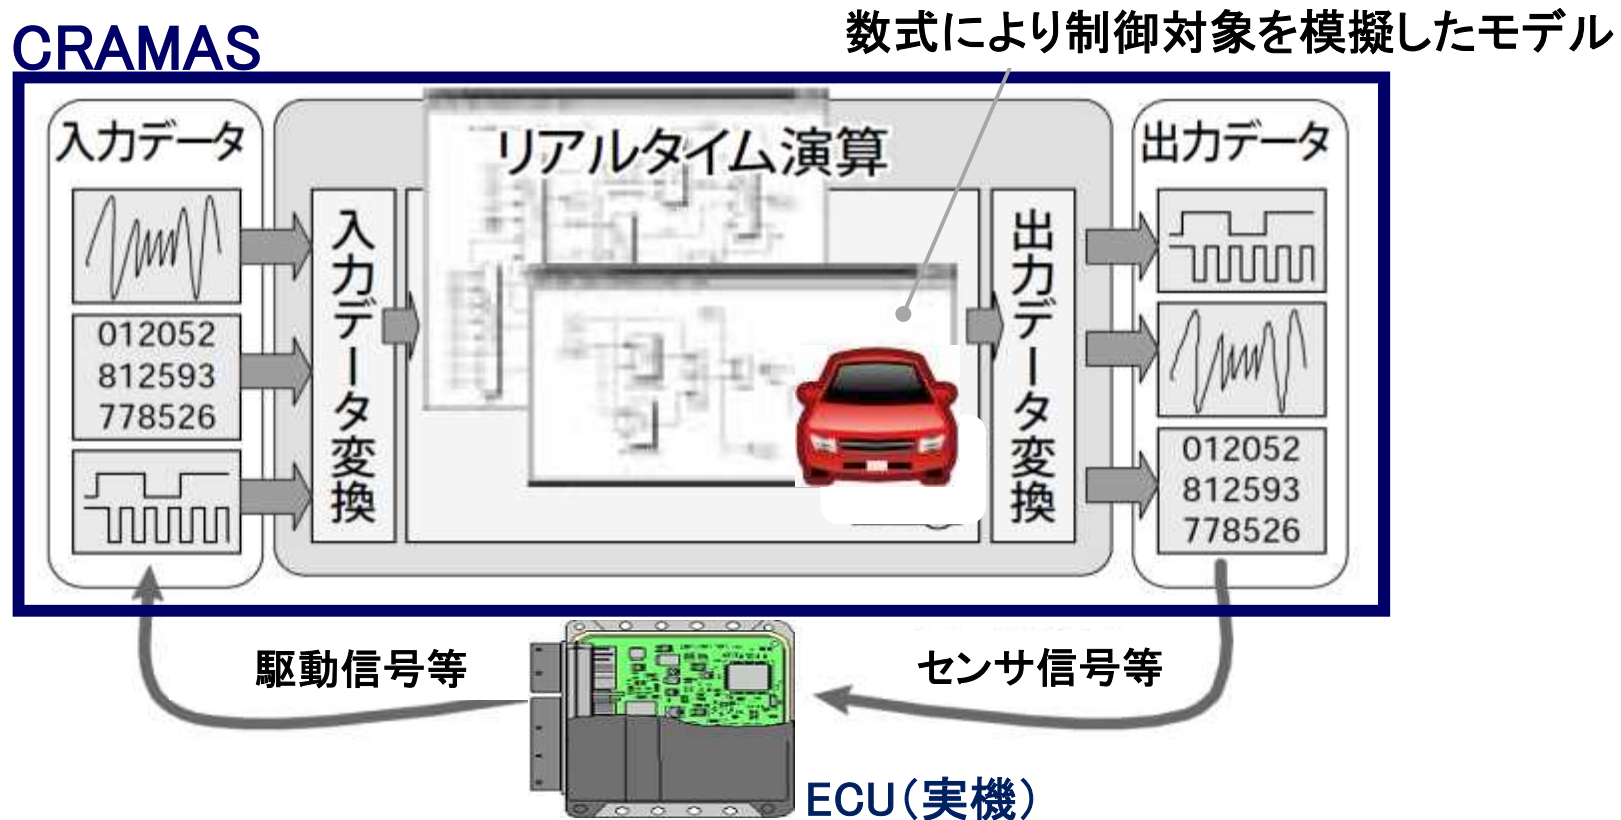 数式により制御対象を模擬したモデル
CRAMAS
入力データ
リアルタイム演算
出力データ
012052
812593
778526
入力データ変換
出力データ変換
012052
812593
778526
駆動信号等
センサ信号等
ECU(実機)